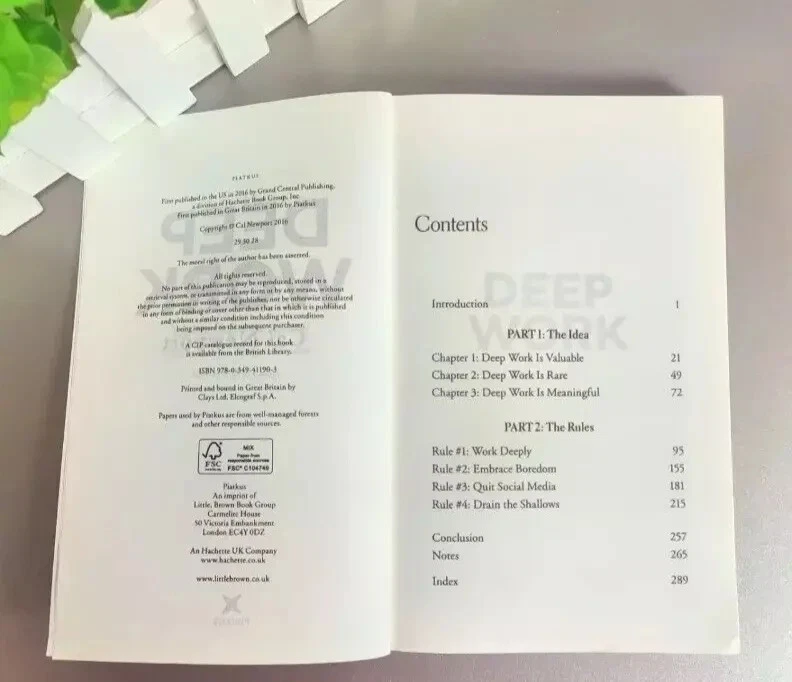 PIATKUS
First published in the US in 2016 by Grand Central Publishing,
a division of Hachette Book Group, Inc.
First published in Great Britain in 2016 by Piatkus
Copyright © Cal Newport 2016
The moral right of the author has been asserted.
All rights reserved.
No part of this publication may be reproduced, stored in a
retrieval system, or transmitted in any form or by any means, without
the prior permission in writing of the publisher, nor be otherwise circulated
in any form of binding or cover other than that in which it is published
and without a similar condition including this condition
being imposed on the subsequent purchaser.
A CIP catalogue record for this book
is available from the British Library.
ISBN 978-0-349-41190-3
Printed and bound in Great Britain by
Clays Ltd, Elcograf S.p.A.
Papers used by Piatkus are from well-managed forests
and other responsible sources.
FSC
MIX
Paper from
responsible sources
FSC® C104740
Piatkus
An imprint of
Little, Brown Book Group
Carmelite House
50 Victoria Embankment
London EC4Y 0DZ
An Hachette UK Company
www.hachette.co.uk
www.littlebrown.co.uk
DEEP
WORK
Contents
Introduction 1
PART 1: The Idea
Chapter 1: Deep Work Is Valuable 21
Chapter 2: Deep Work Is Rare 49
Chapter 3: Deep Work Is Meaningful 72
PART 2: The Rules
Rule #1: Work Deeply 95
Rule #2: Embrace Boredom 155
Rule #3: Quit Social Media 181
Rule #4: Drain the Shallows 215
Conclusion 257
Notes 265
Index 289